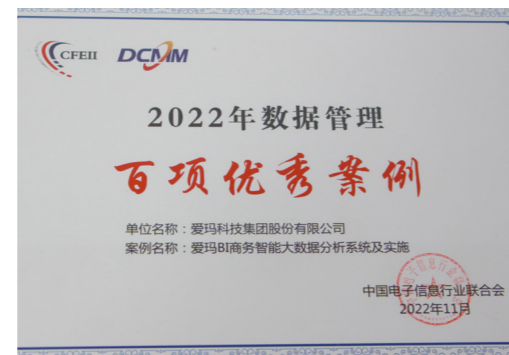 CFEII DCMM
2022年数据管理
百项优秀案例
单位名称：爱玛科技集团股份有限公司
案例名称：爱玛BI商务智能大数据分析系统及实施
中国电子信息行业联合会
2022年11月